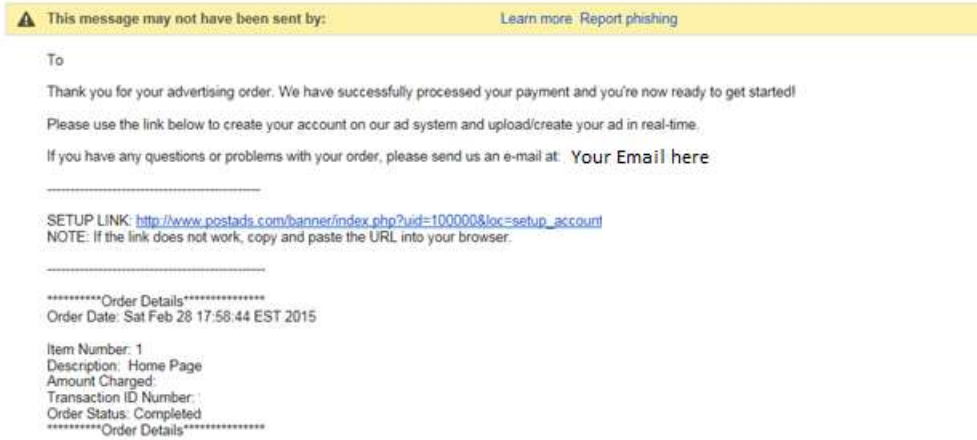 This message may not have been sent by: Learn more Report phishing
To
Thank you for your advertising order. We have successfully processed your payment and you're now ready to get started!
Please use the link below to create your account on our ad system and upload/create your ad in real-time.
If you have any questions or problems with your order, please send us an e-mail at: Your Email here
----------------------------------------------
SETUP LINK: http://www.postads.com/banner/index.php?uid=100000&loc=setup_account
NOTE: If the link does not work, copy and paste the URL into your browser.
-----------------------------------------------
**********Order Details***************
Order Date: Sat Feb 28 17:58:44 EST 2015
Item Number: 1
Description: Home Page
Amount Charged:
Transaction ID Number:
Order Status: Completed
**********Order Details***************